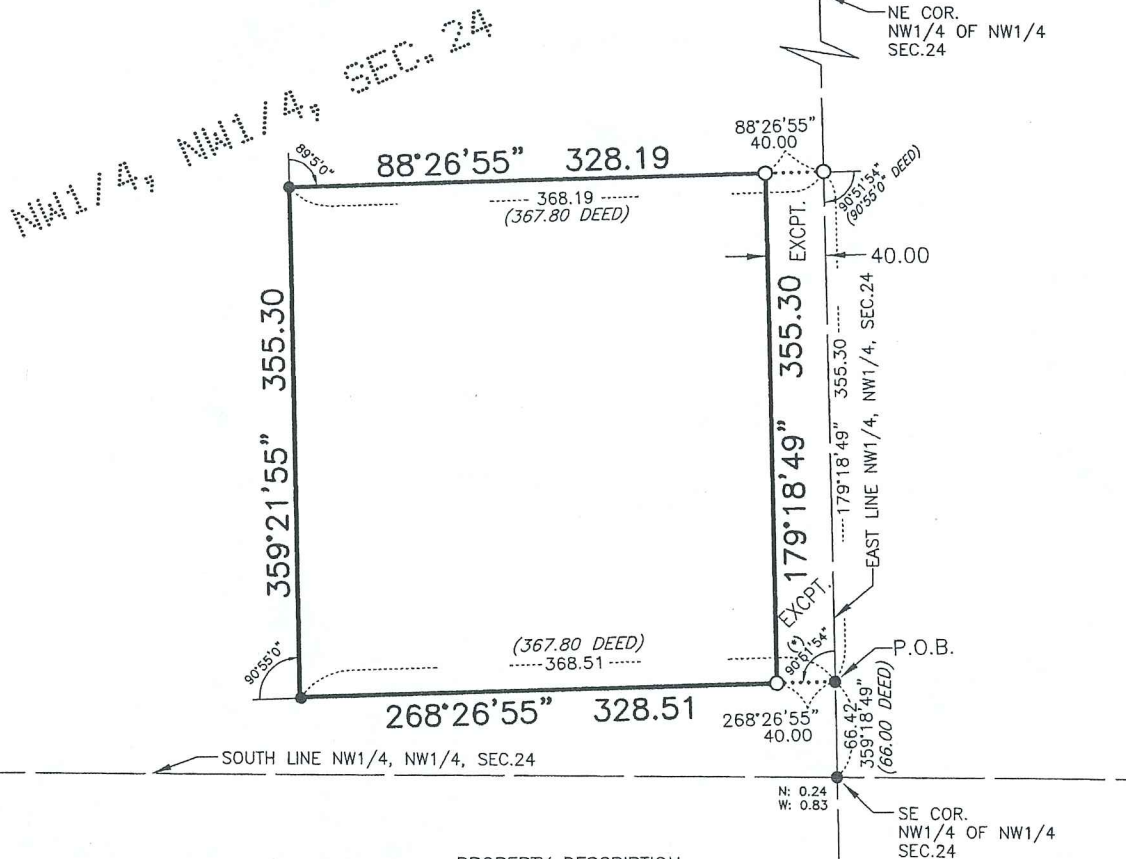 NE COR.
NW1/4 OF NW1/4
SEC.24
NW1/4, NW1/4, SEC. 24
88°26'55"
40.00
89°5'0"
88°26'55" 328.19
368.19
(367.80 DEED)
90°51'54"
(90°55'0" DEED)
EXCPT.
40.00
359°21'55" 355.30
179°18'49" 355.30
179°18'49" 355.30
EAST LINE NW1/4, NW1/4, SEC.24
EXCPT.
(*)
90°51'54"
(367.80 DEED)
368.51
90°55'0"
P.O.B.
268°26'55" 328.51
268°26'55"
40.00
66.42
359°18'49"
(66.00 DEED)
SOUTH LINE NW1/4, NW1/4, SEC.24
N: 0.24
W: 0.83
SE COR.
NW1/4 OF NW1/4
SEC.24
PROPERTY DESCRIPTION